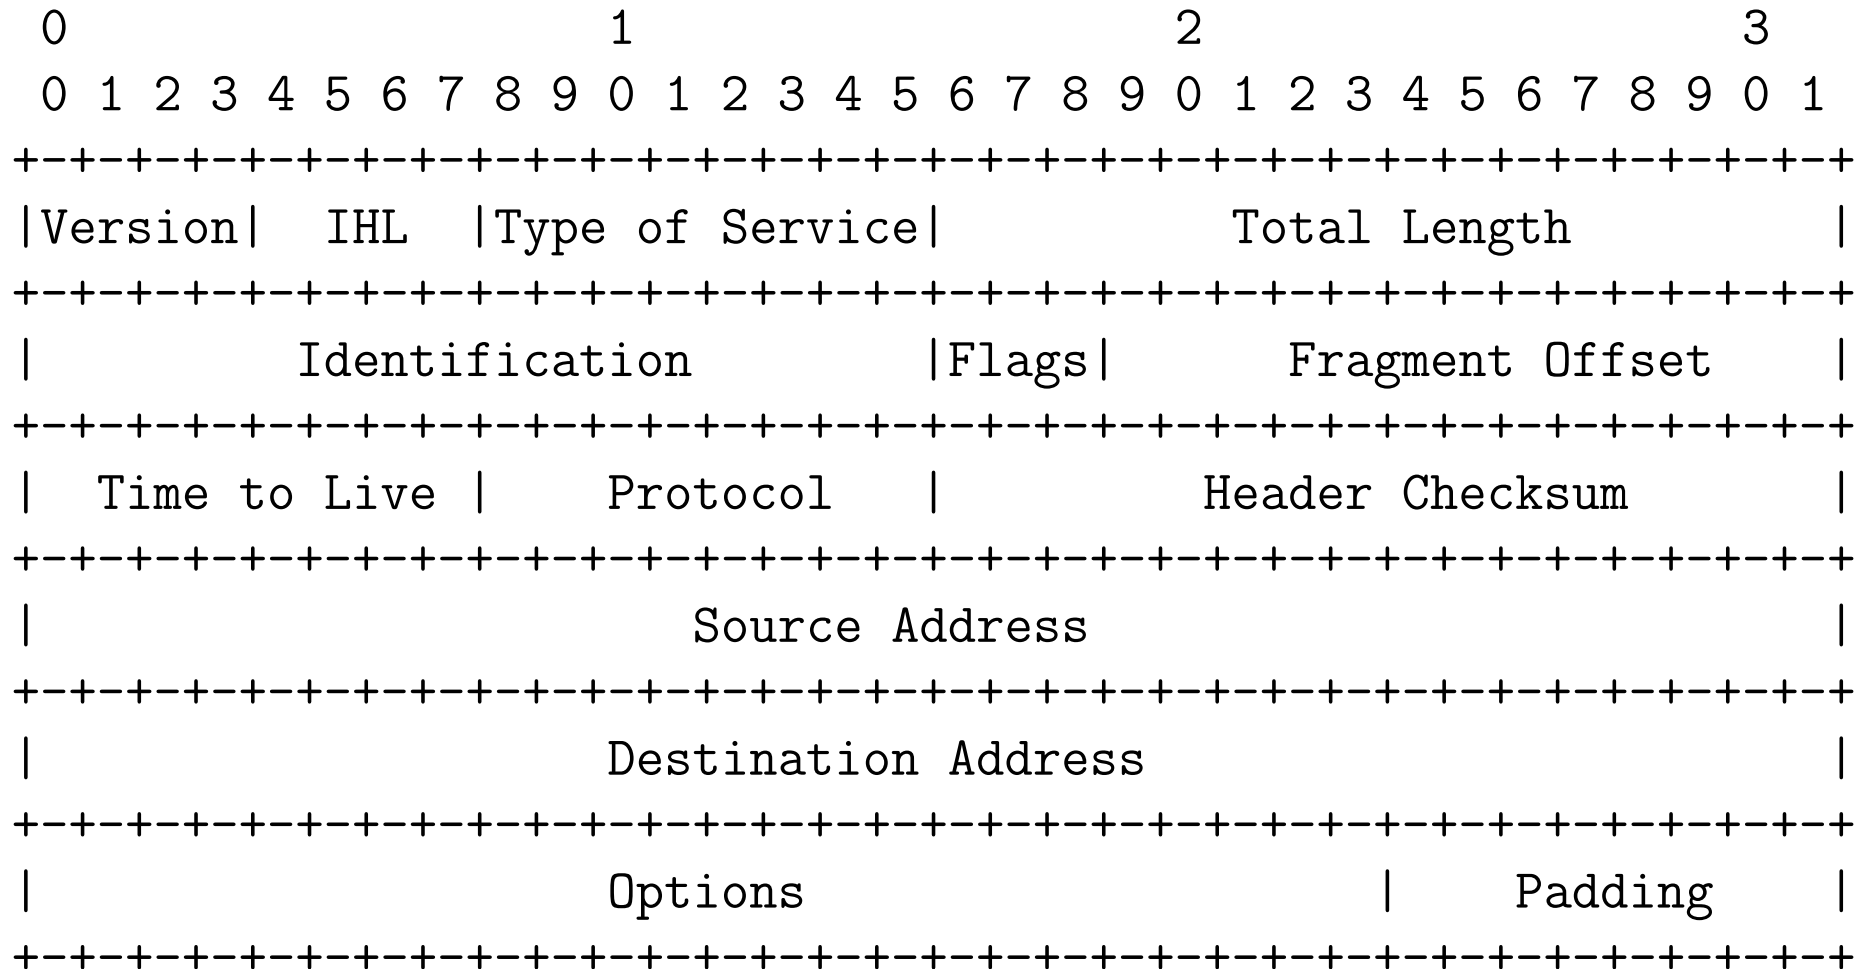 0                   1                   2                   3
 0 1 2 3 4 5 6 7 8 9 0 1 2 3 4 5 6 7 8 9 0 1 2 3 4 5 6 7 8 9 0 1
+-+-+-+-+-+-+-+-+-+-+-+-+-+-+-+-+-+-+-+-+-+-+-+-+-+-+-+-+-+-+-+-+
|Version|  IHL  |Type of Service|          Total Length         |
+-+-+-+-+-+-+-+-+-+-+-+-+-+-+-+-+-+-+-+-+-+-+-+-+-+-+-+-+-+-+-+-+
|         Identification        |Flags|      Fragment Offset    |
+-+-+-+-+-+-+-+-+-+-+-+-+-+-+-+-+-+-+-+-+-+-+-+-+-+-+-+-+-+-+-+-+
|  Time to Live |    Protocol   |         Header Checksum       |
+-+-+-+-+-+-+-+-+-+-+-+-+-+-+-+-+-+-+-+-+-+-+-+-+-+-+-+-+-+-+-+-+
|                       Source Address                          |
+-+-+-+-+-+-+-+-+-+-+-+-+-+-+-+-+-+-+-+-+-+-+-+-+-+-+-+-+-+-+-+-+
|                    Destination Address                        |
+-+-+-+-+-+-+-+-+-+-+-+-+-+-+-+-+-+-+-+-+-+-+-+-+-+-+-+-+-+-+-+-+
|                    Options                    |    Padding    |
+-+-+-+-+-+-+-+-+-+-+-+-+-+-+-+-+-+-+-+-+-+-+-+-+-+-+-+-+-+-+-+-+